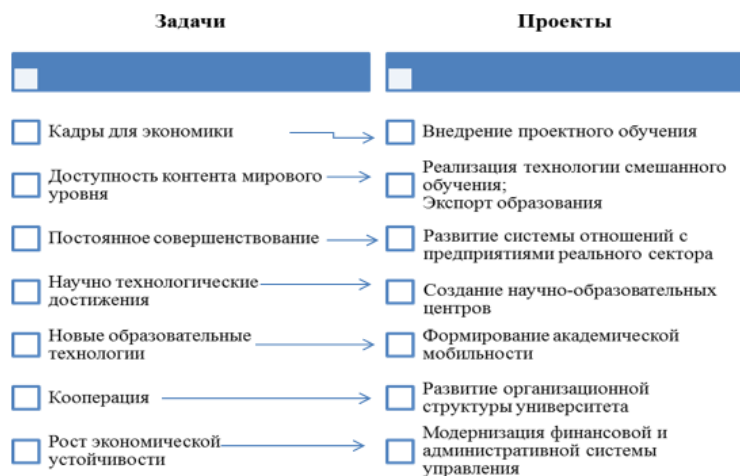 Задачи
Проекты
Кадры для экономики
Внедрение проектного обучения
Доступность контента мирового
уровня
Реализация технологии смешанного
обучения;
Экспорт образования
Постоянное совершенствование
Развитие системы отношений с
предприятиями реального сектора
Научно технологические
достижения
Создание научно-образовательных
центров
Новые образовательные
технологии
Формирование академической
мобильности
Кооперация
Развитие организационной
структуры университета
Рост экономической
устойчивости
Модернизация финансовой и
административной системы
управления